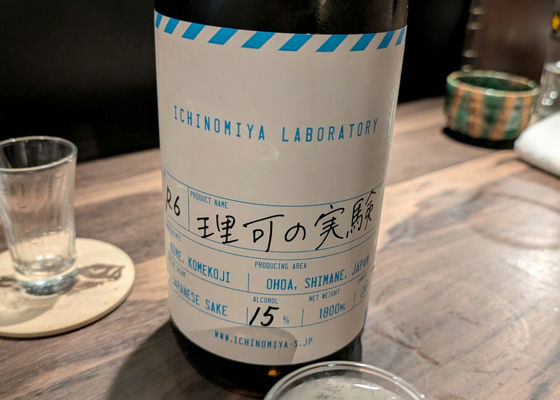 ICHINOMIYA LABORATORY
PRODUCT NAME
R6 理可の実験
KOME, KOMEKOJI
PRODUCING AREA
OHDA, SHIMANE, JAPAN
JAPANESE SAKE
ALCOHOL
15 %
NET WEIGHT
1800ML
WWW.ICHINOMIYA-S.JP